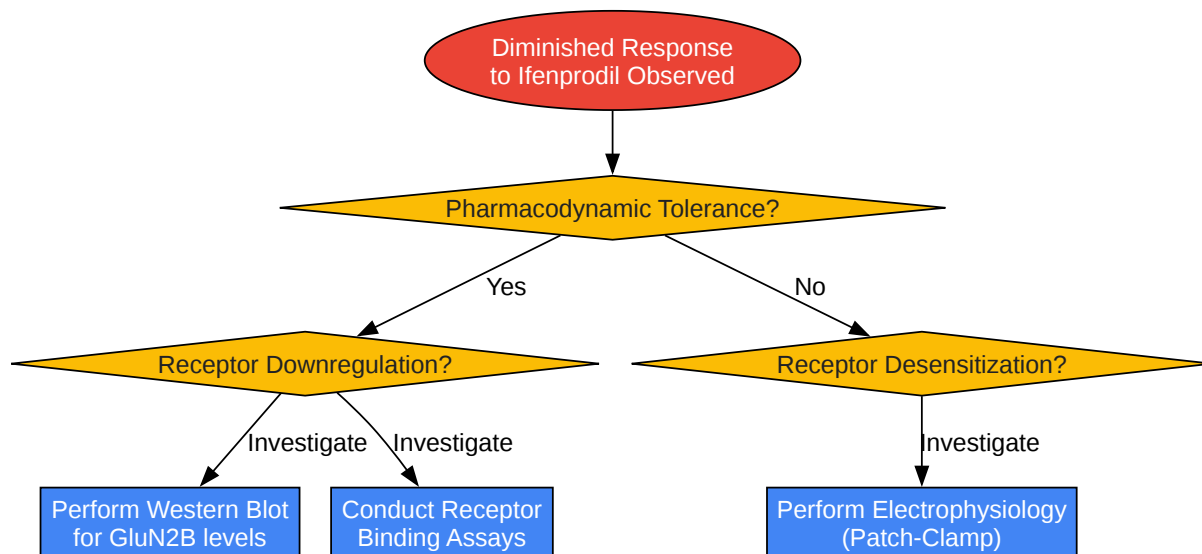 Diminished Response
to Ifenprodil Observed
Pharmacodynamic Tolerance?
Yes
No
Receptor Downregulation?
Receptor Desensitization?
Investigate
Investigate
Investigate
Perform Western Blot
for GluN2B levels
Conduct Receptor
Binding Assays
Perform Electrophysiology
(Patch-Clamp)